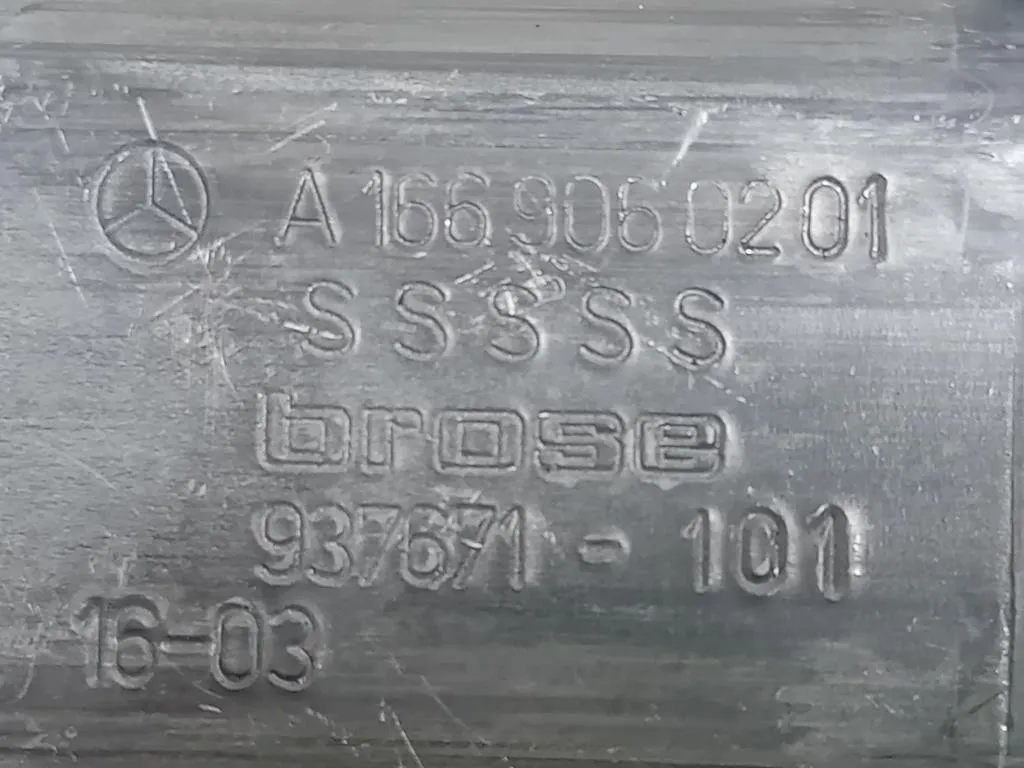 A 166 906 02 01
S S S S S
brose
937671 - 101
16-03